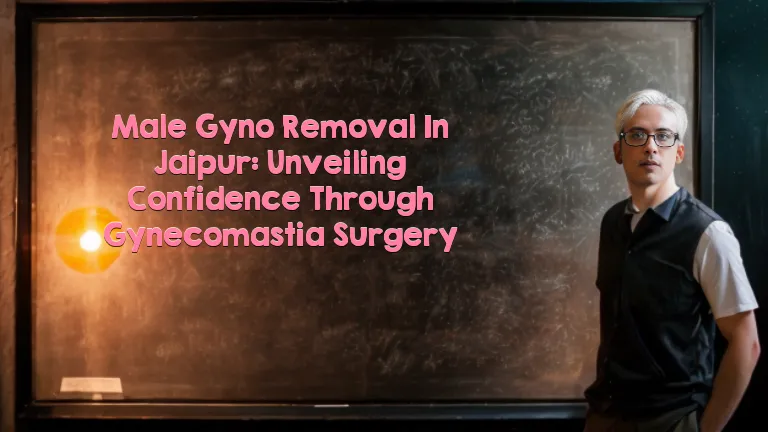 Male Gyno Removal In
Jaipur: Unveiling
Confidence Through
Gynecomastia Surgery